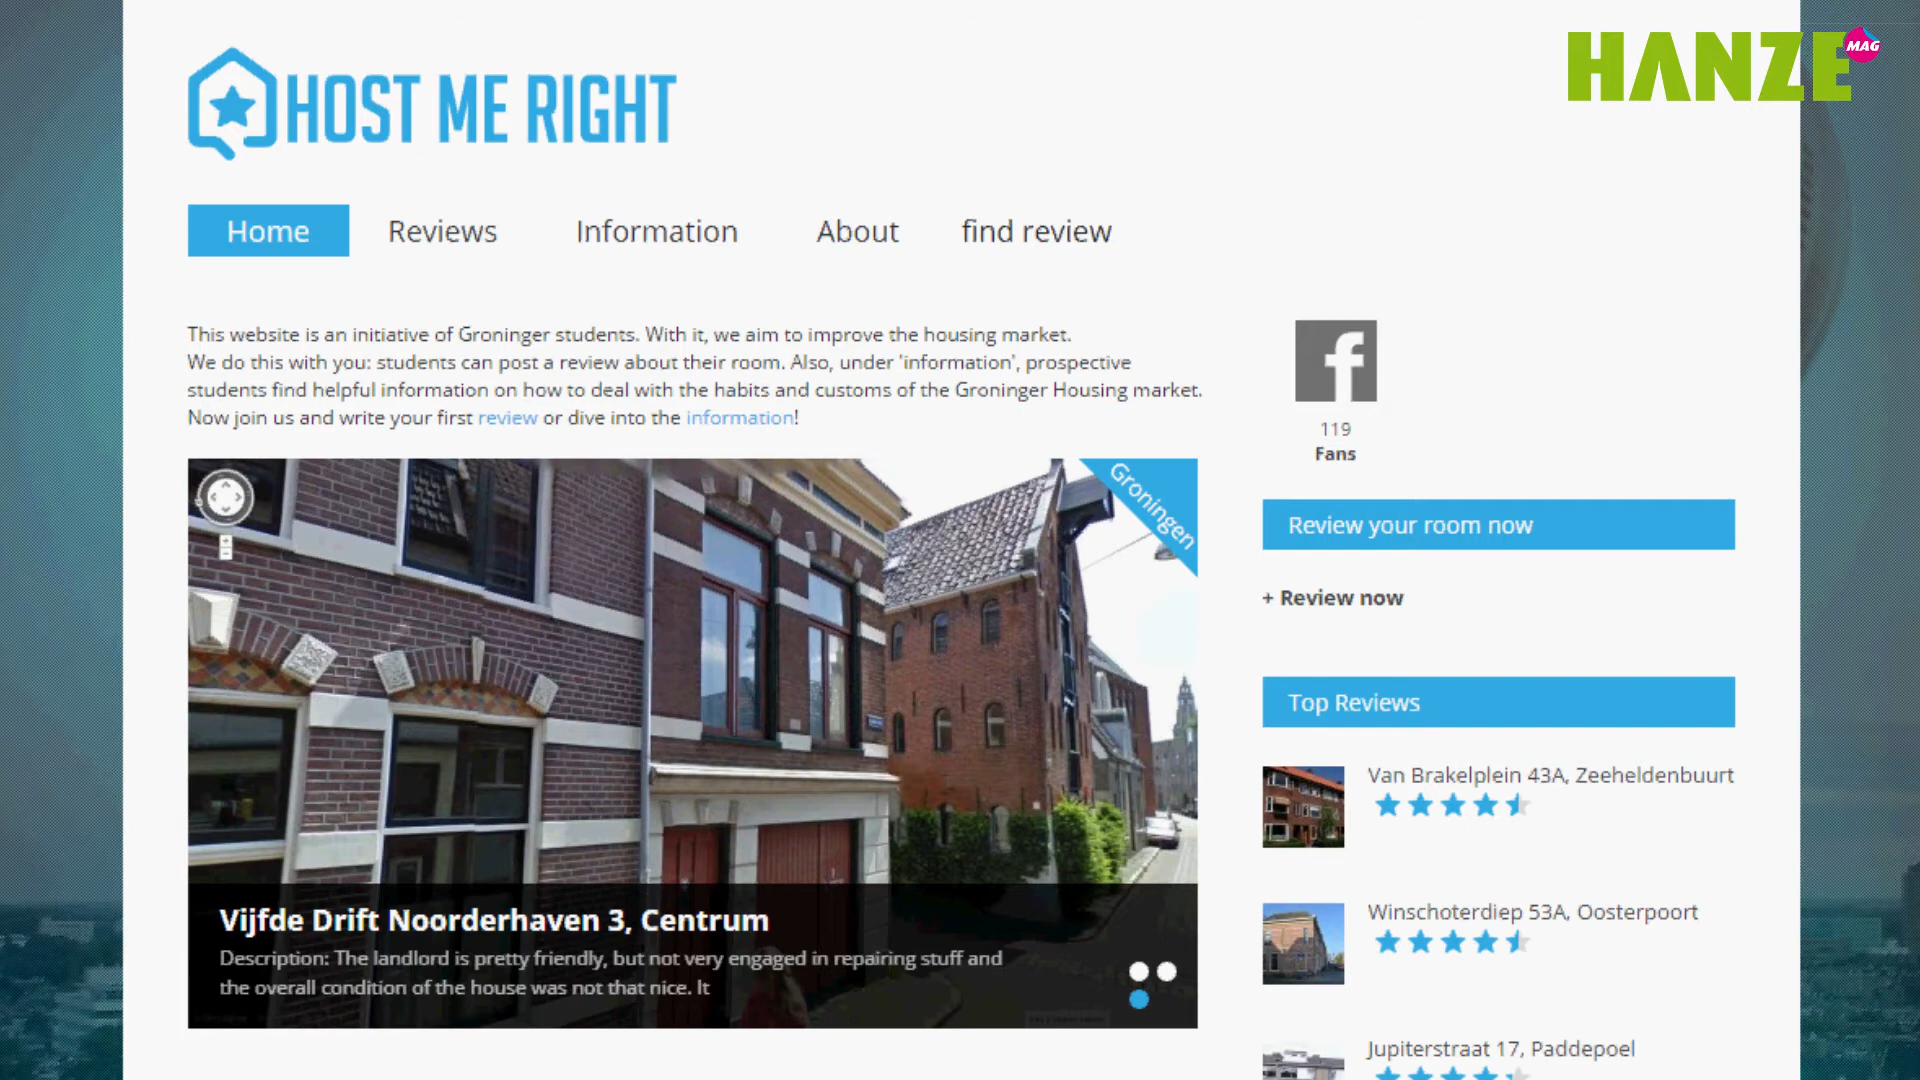 HOST ME RIGHT
HANZE MAG
Home Reviews Information About find review
This website is an initiative of Groninger students. With it, we aim to improve the housing market.
We do this with you: students can post a review about their room. Also, under 'information', prospective
students find helpful information on how to deal with the habits and customs of the Groninger Housing market.
Now join us and write your first review or dive into the information!
f
119
Fans
Groningen
Review your room now
+ Review now
Top Reviews
Van Brakelplein 43A, Zeeheldenbuurt
Winschoterdiep 53A, Oosterpoort
Jupiterstraat 17, Paddepoel
Vijfde Drift Noorderhaven 3, Centrum
Description: The landlord is pretty friendly, but not very engaged in repairing stuff and
the overall condition of the house was not that nice. It